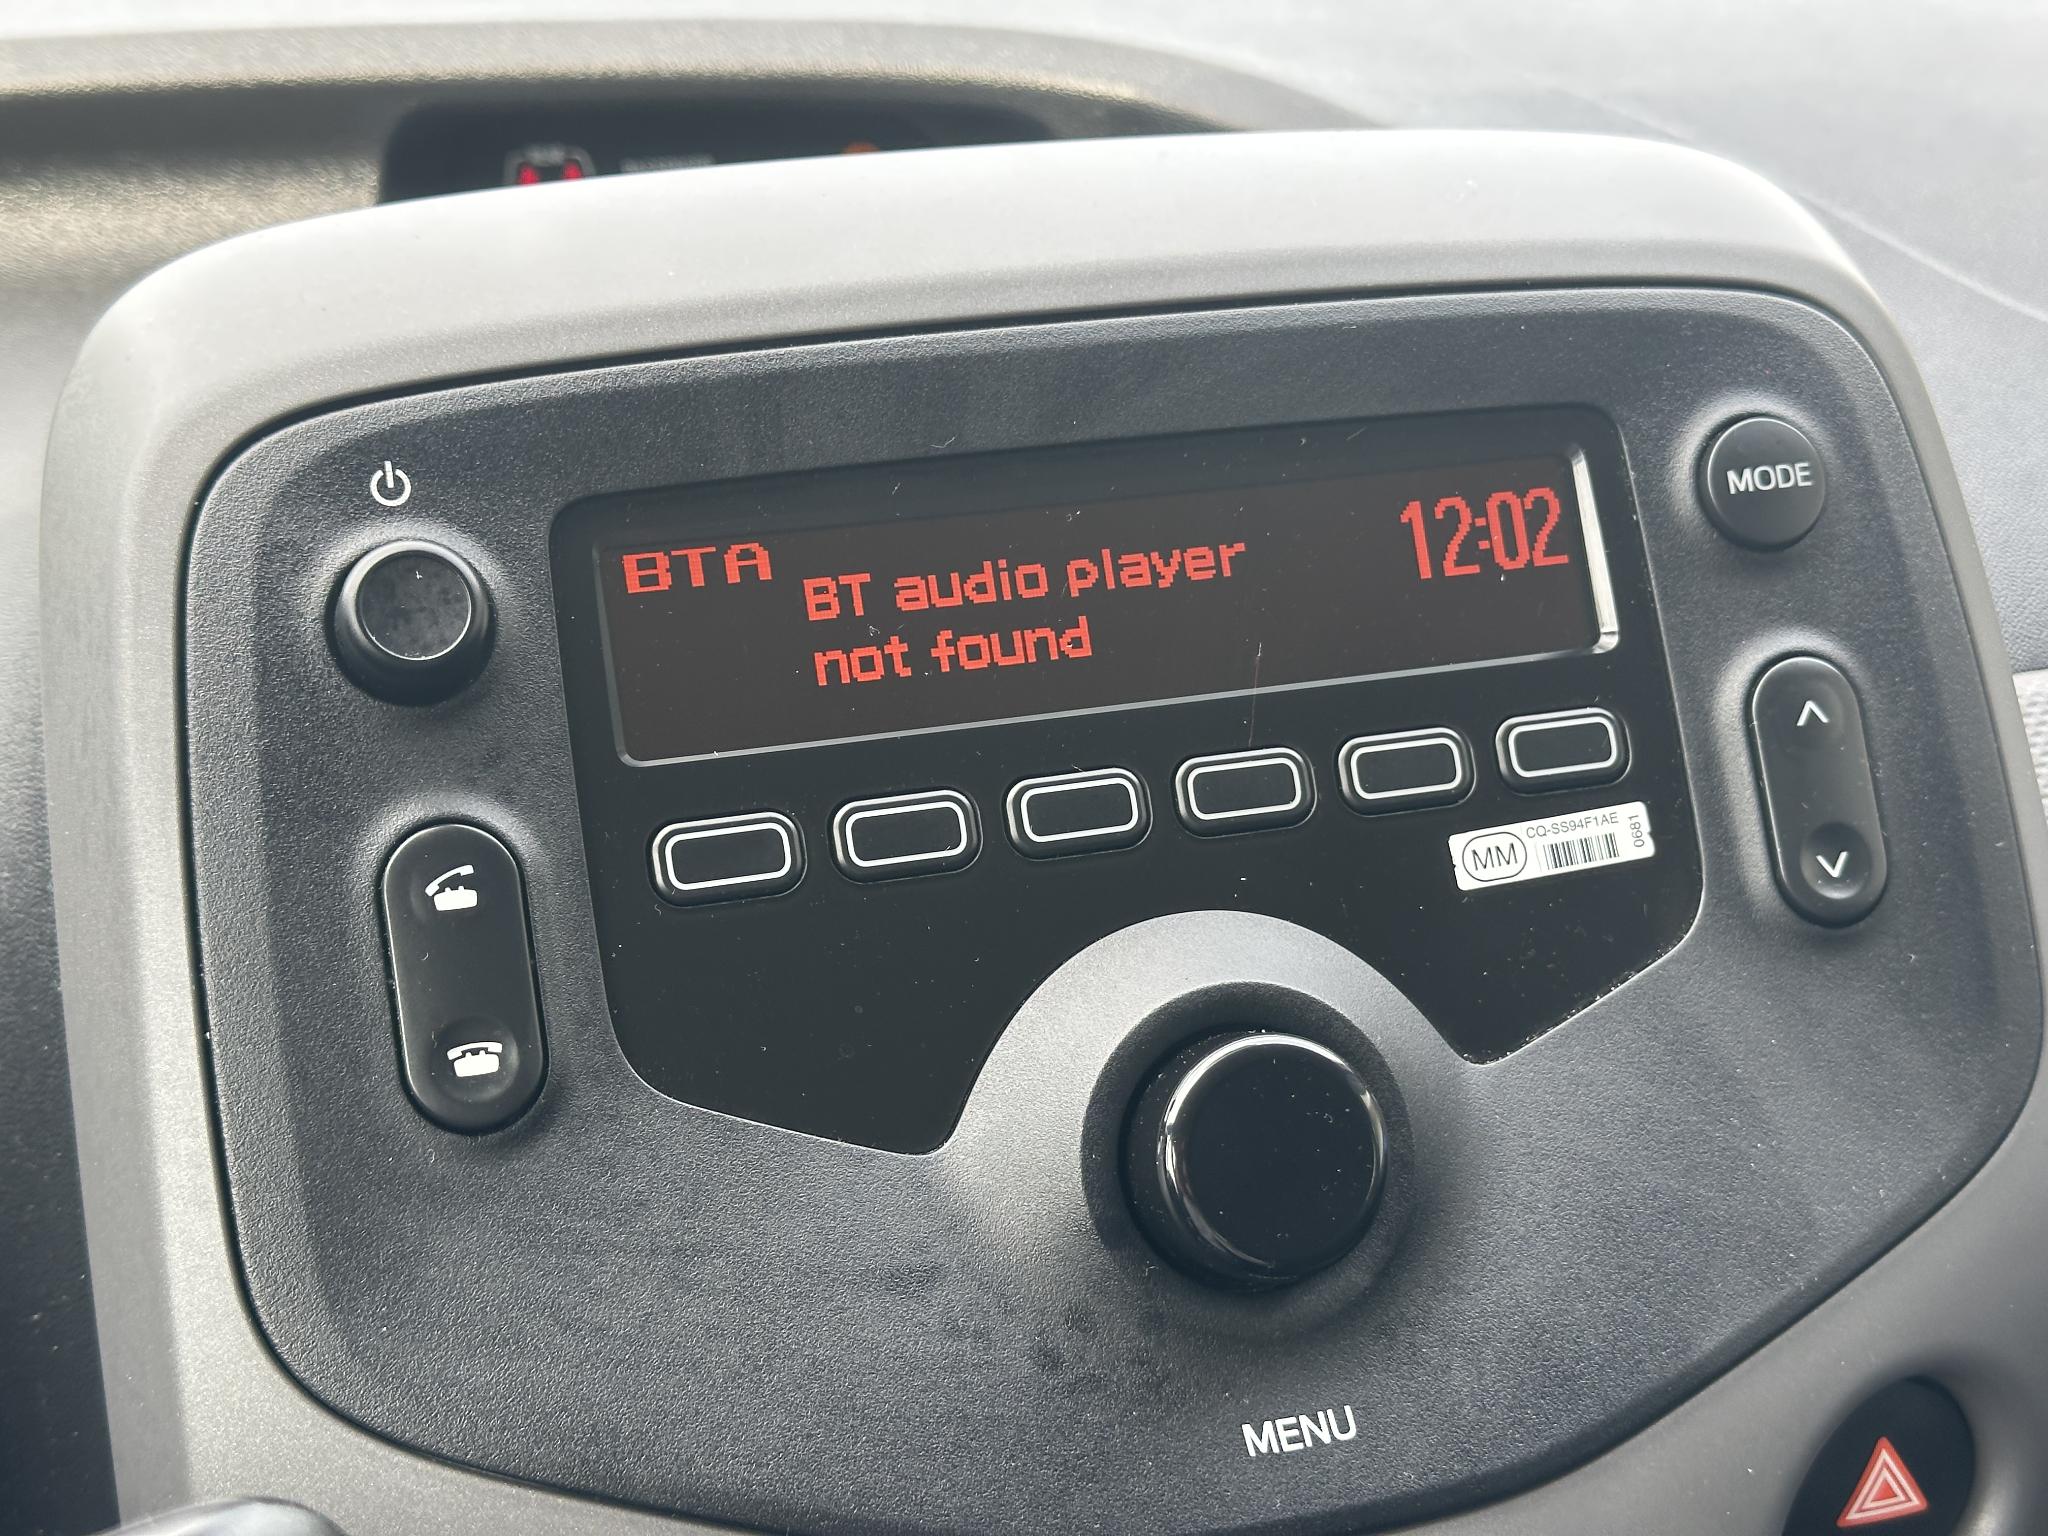 BTA
BT audio player
not found
12:02
MODE
CQ-SS94F1AE
MM
0681
MENU